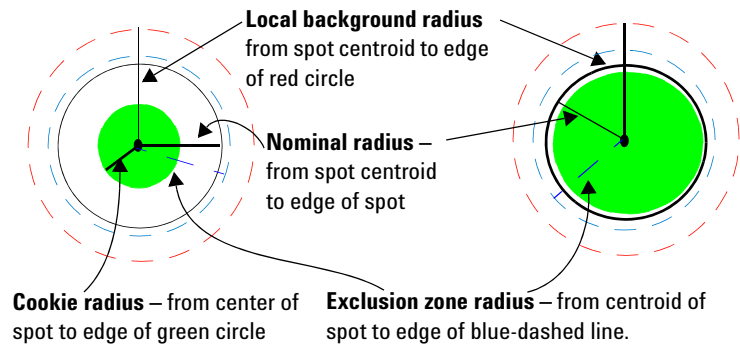 Local background radius
from spot centroid to edge
of red circle
Nominal radius –
from spot centroid
to edge of spot
Cookie radius – from center of
spot to edge of green circle
Exclusion zone radius – from centroid of
spot to edge of blue-dashed line.